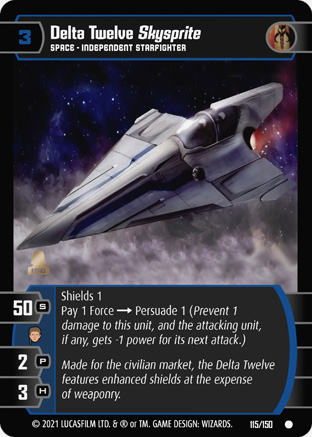 3
Delta Twelve Skysprite
SPACE - INDEPENDENT STARFIGHTER
50 S
Shields 1
Pay 1 Force → Persuade 1 (Prevent 1
damage to this unit, and the attacking unit,
if any, gets -1 power for its next attack.)
2 P
3 H
Made for the civilian market, the Delta Twelve
features enhanced shields at the expense
of weaponry.
© 2021 LUCASFILM LTD. & ® OR TM. GAME DESIGN: WIZARDS.
115/150